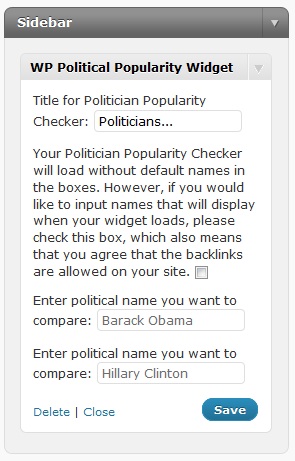 Sidebar
WP Political Popularity Widget
Title for Politician Popularity
Checker: Politicians...
Your Politician Popularity Checker
will load without default names in
the boxes. However, if you would
like to input names that will display
when your widget loads, please
check this box, which also means
that you agree that the backlinks
are allowed on your site.
Enter political name you want to
compare: Barack Obama
Enter political name you want to
compare: Hillary Clinton
Delete | Close Save